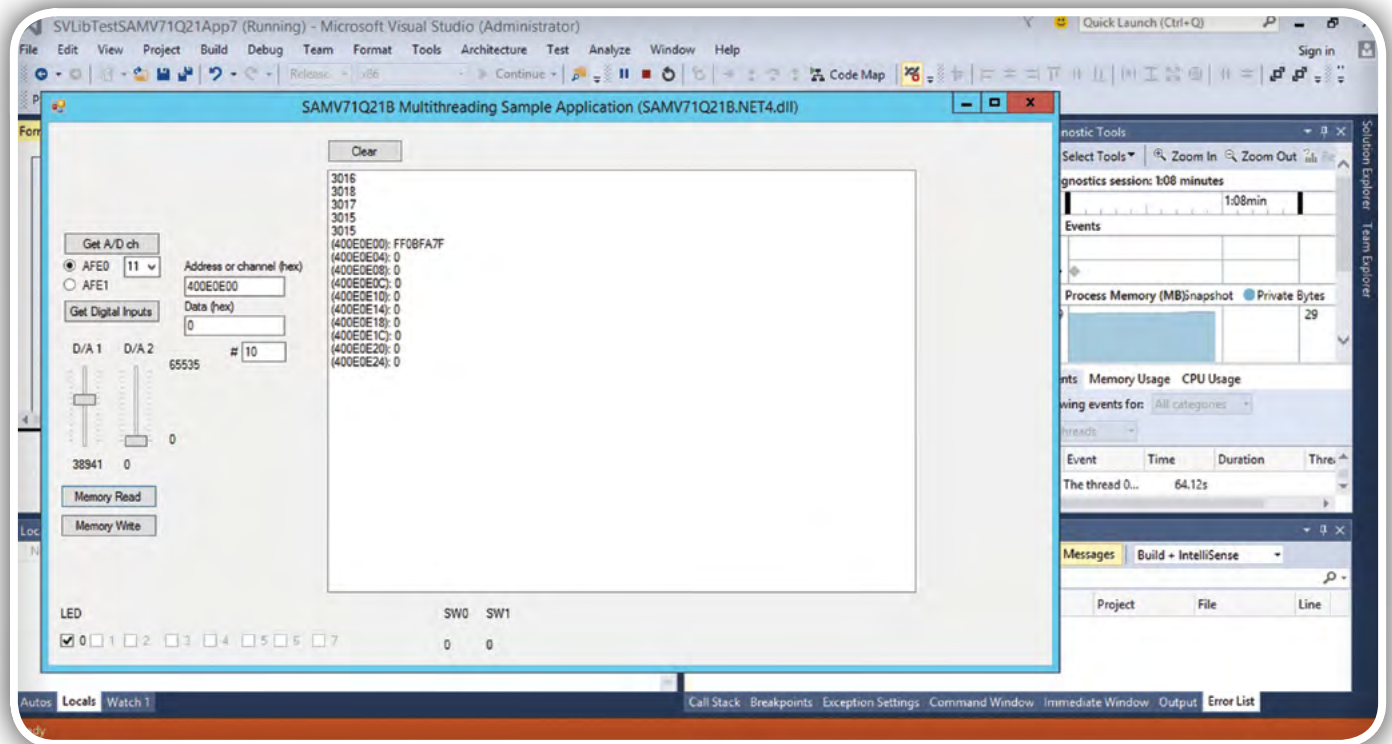 SVLibTestSAMV71Q21App7 (Running) - Microsoft Visual Studio (Administrator)
Quick Launch (Ctrl+Q)
File Edit View Project Build Debug Team Format Tools Architecture Test Analyze Window Help
Sign in
Release x86 Continue Code Map
SAMV71Q21B Multithreading Sample Application (SAMV71Q21B.NET4.dll)
Clear
3016
3018
3017
3015
3015
(400E0E00): FF0BFA7F
(400E0E04): 0
(400E0E08): 0
(400E0E0C): 0
(400E0E10): 0
(400E0E14): 0
(400E0E18): 0
(400E0E1C): 0
(400E0E20): 0
(400E0E24): 0
Get A/D ch
AFE0 11
AFE1
Address or channel (hex)
400E0E00
Get Digital Inputs
Data (hex)
0
# 10
D/A 1 D/A 2
65535
0
38941 0
Memory Read
Memory Write
LED
0 1 2 3 4 5 6 7
SW0 SW1
0 0
nostic Tools
Select Tools Zoom In Zoom Out
gnostics session: 1:08 minutes
1:08min
Events
Process Memory (MB) napshot Private Bytes
29
nts Memory Usage CPU Usage
wing events for: All categories
hreads
Event Time Duration Threa
The thread 0... 64.12s
Messages Build + IntelliSense
Project File Line
Solution Explorer Team Explorer
Autos Locals Watch 1
Call Stack Breakpoints Exception Settings Command Window Immediate Window Output Error List